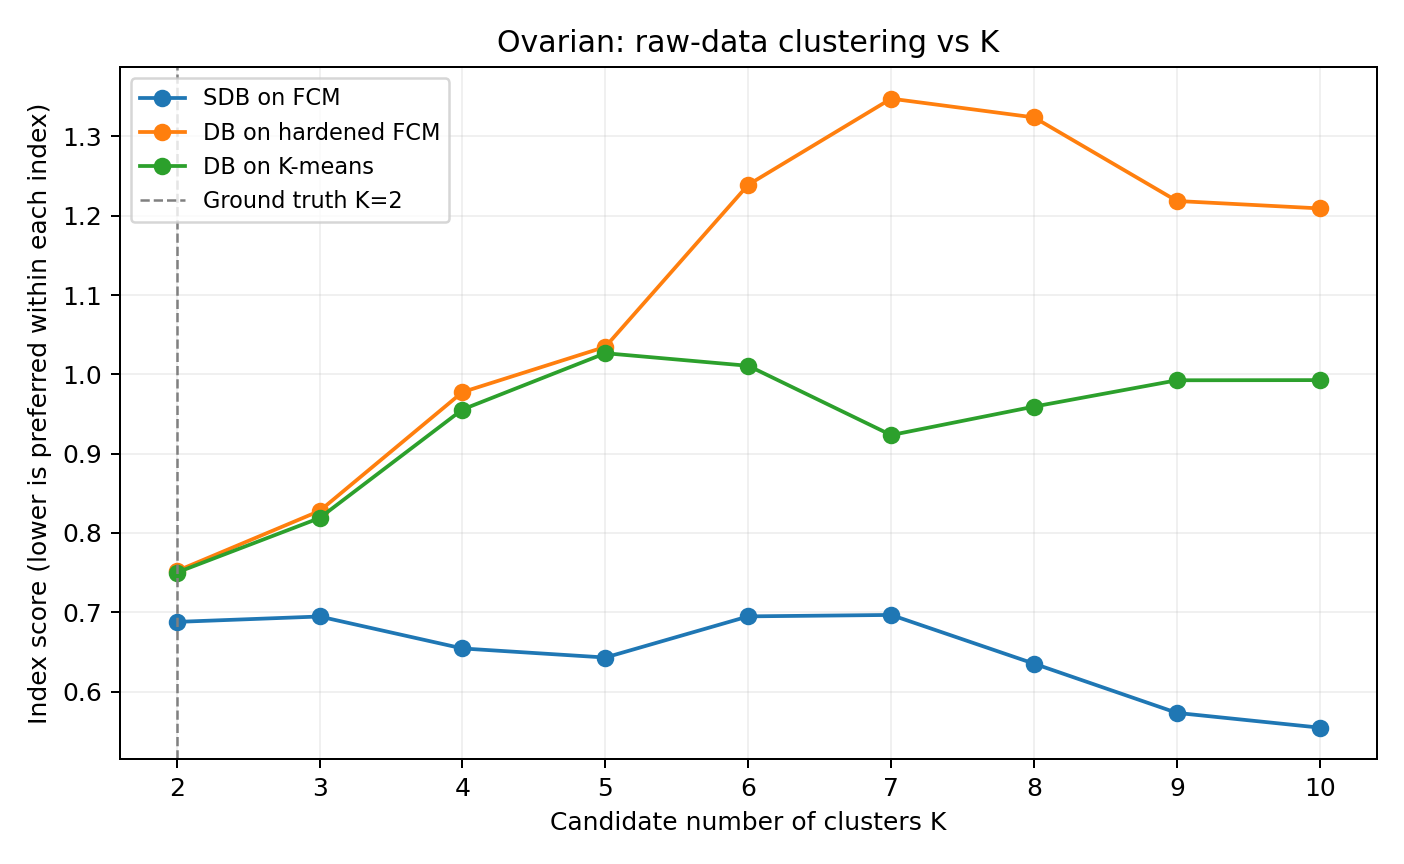 Ovarian: raw-data clustering vs K
SDB on FCM
DB on hardened FCM
DB on K-means
Ground truth K=2
Index score (lower is preferred within each index)
1.3
1.2
1.1
1.0
0.9
0.8
0.7
0.6
2 3 4 5 6 7 8 9 10
Candidate number of clusters K